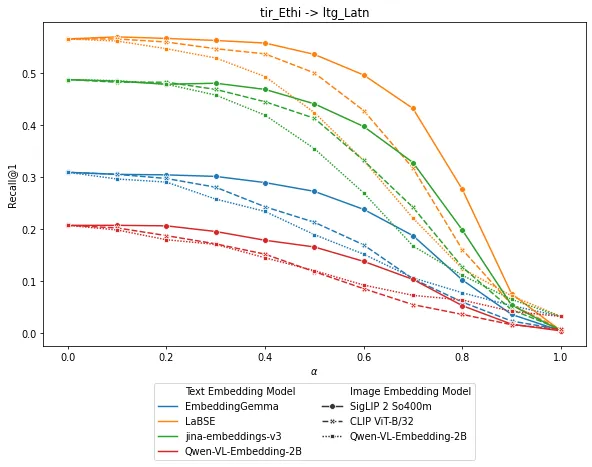 tir_Ethi -> ltg_Latn
Recall@1
0.5
0.4
0.3
0.2
0.1
0.0
0.0 0.2 0.4 0.6 0.8 1.0
α
Text Embedding Model Image Embedding Model
EmbeddingGemma SigLIP 2 So400m
LaBSE CLIP ViT-B/32
jina-embeddings-v3 Qwen-VL-Embedding-2B
Qwen-VL-Embedding-2B